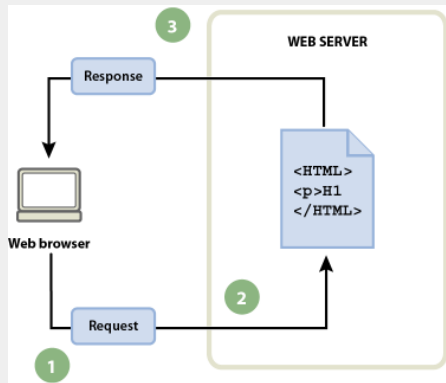 3
WEB SERVER
Response
<HTML>
<p>H1
</HTML>
Web browser
2
Request
1